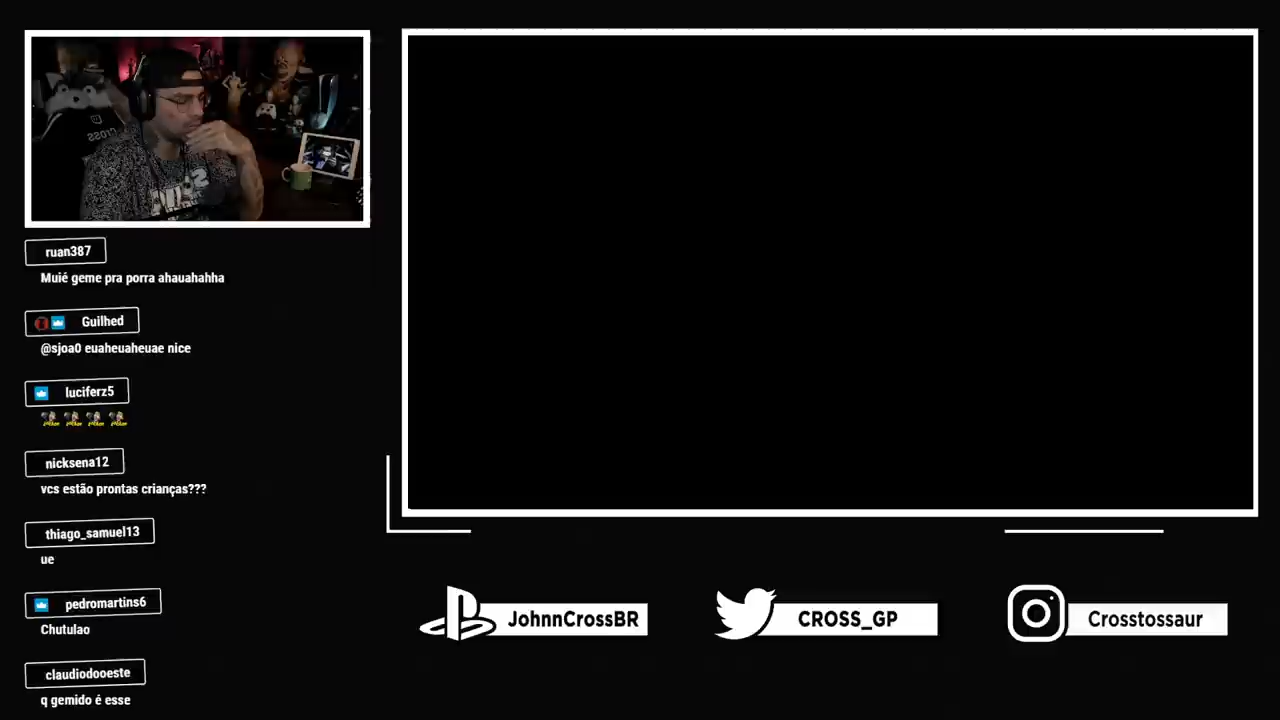 CROSS
ruan387
Muié geme pra porra ahauahahha
Guilhed
@sjoa0 euaheuaheuae nice
luciferz5
nicksena12
vcs estão prontas crianças???
thiago_samuel13
ue
pedromartins6
Chutulao
claudiodooeste
q gemido é esse
JohnnCrossBR
CROSS_GP
Crosstossaur